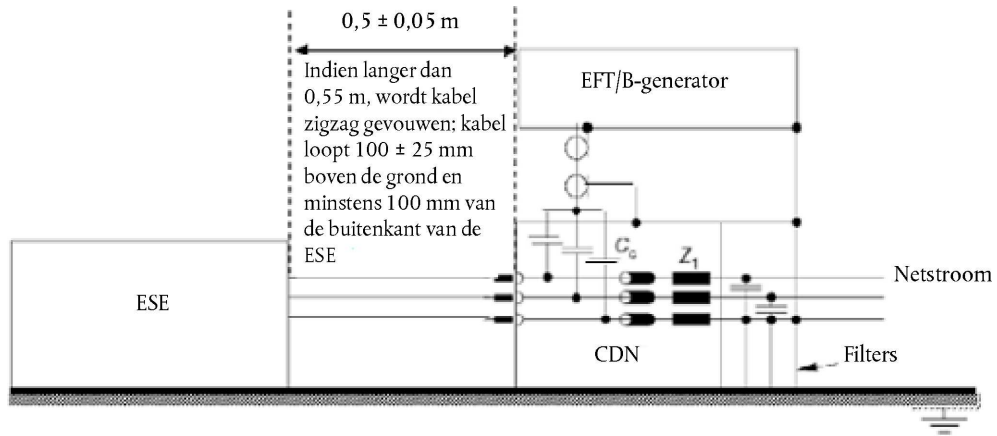 0,5 ± 0,05 m
Indien langer dan
0,55 m, wordt kabel
zigzag gevouwen; kabel
loopt 100 ± 25 mm
boven de grond en
minstens 100 mm van
de buitenkant van de
ESE
EFT/B-generator
Cc
Z1
Netstroom
ESE
CDN
Filters